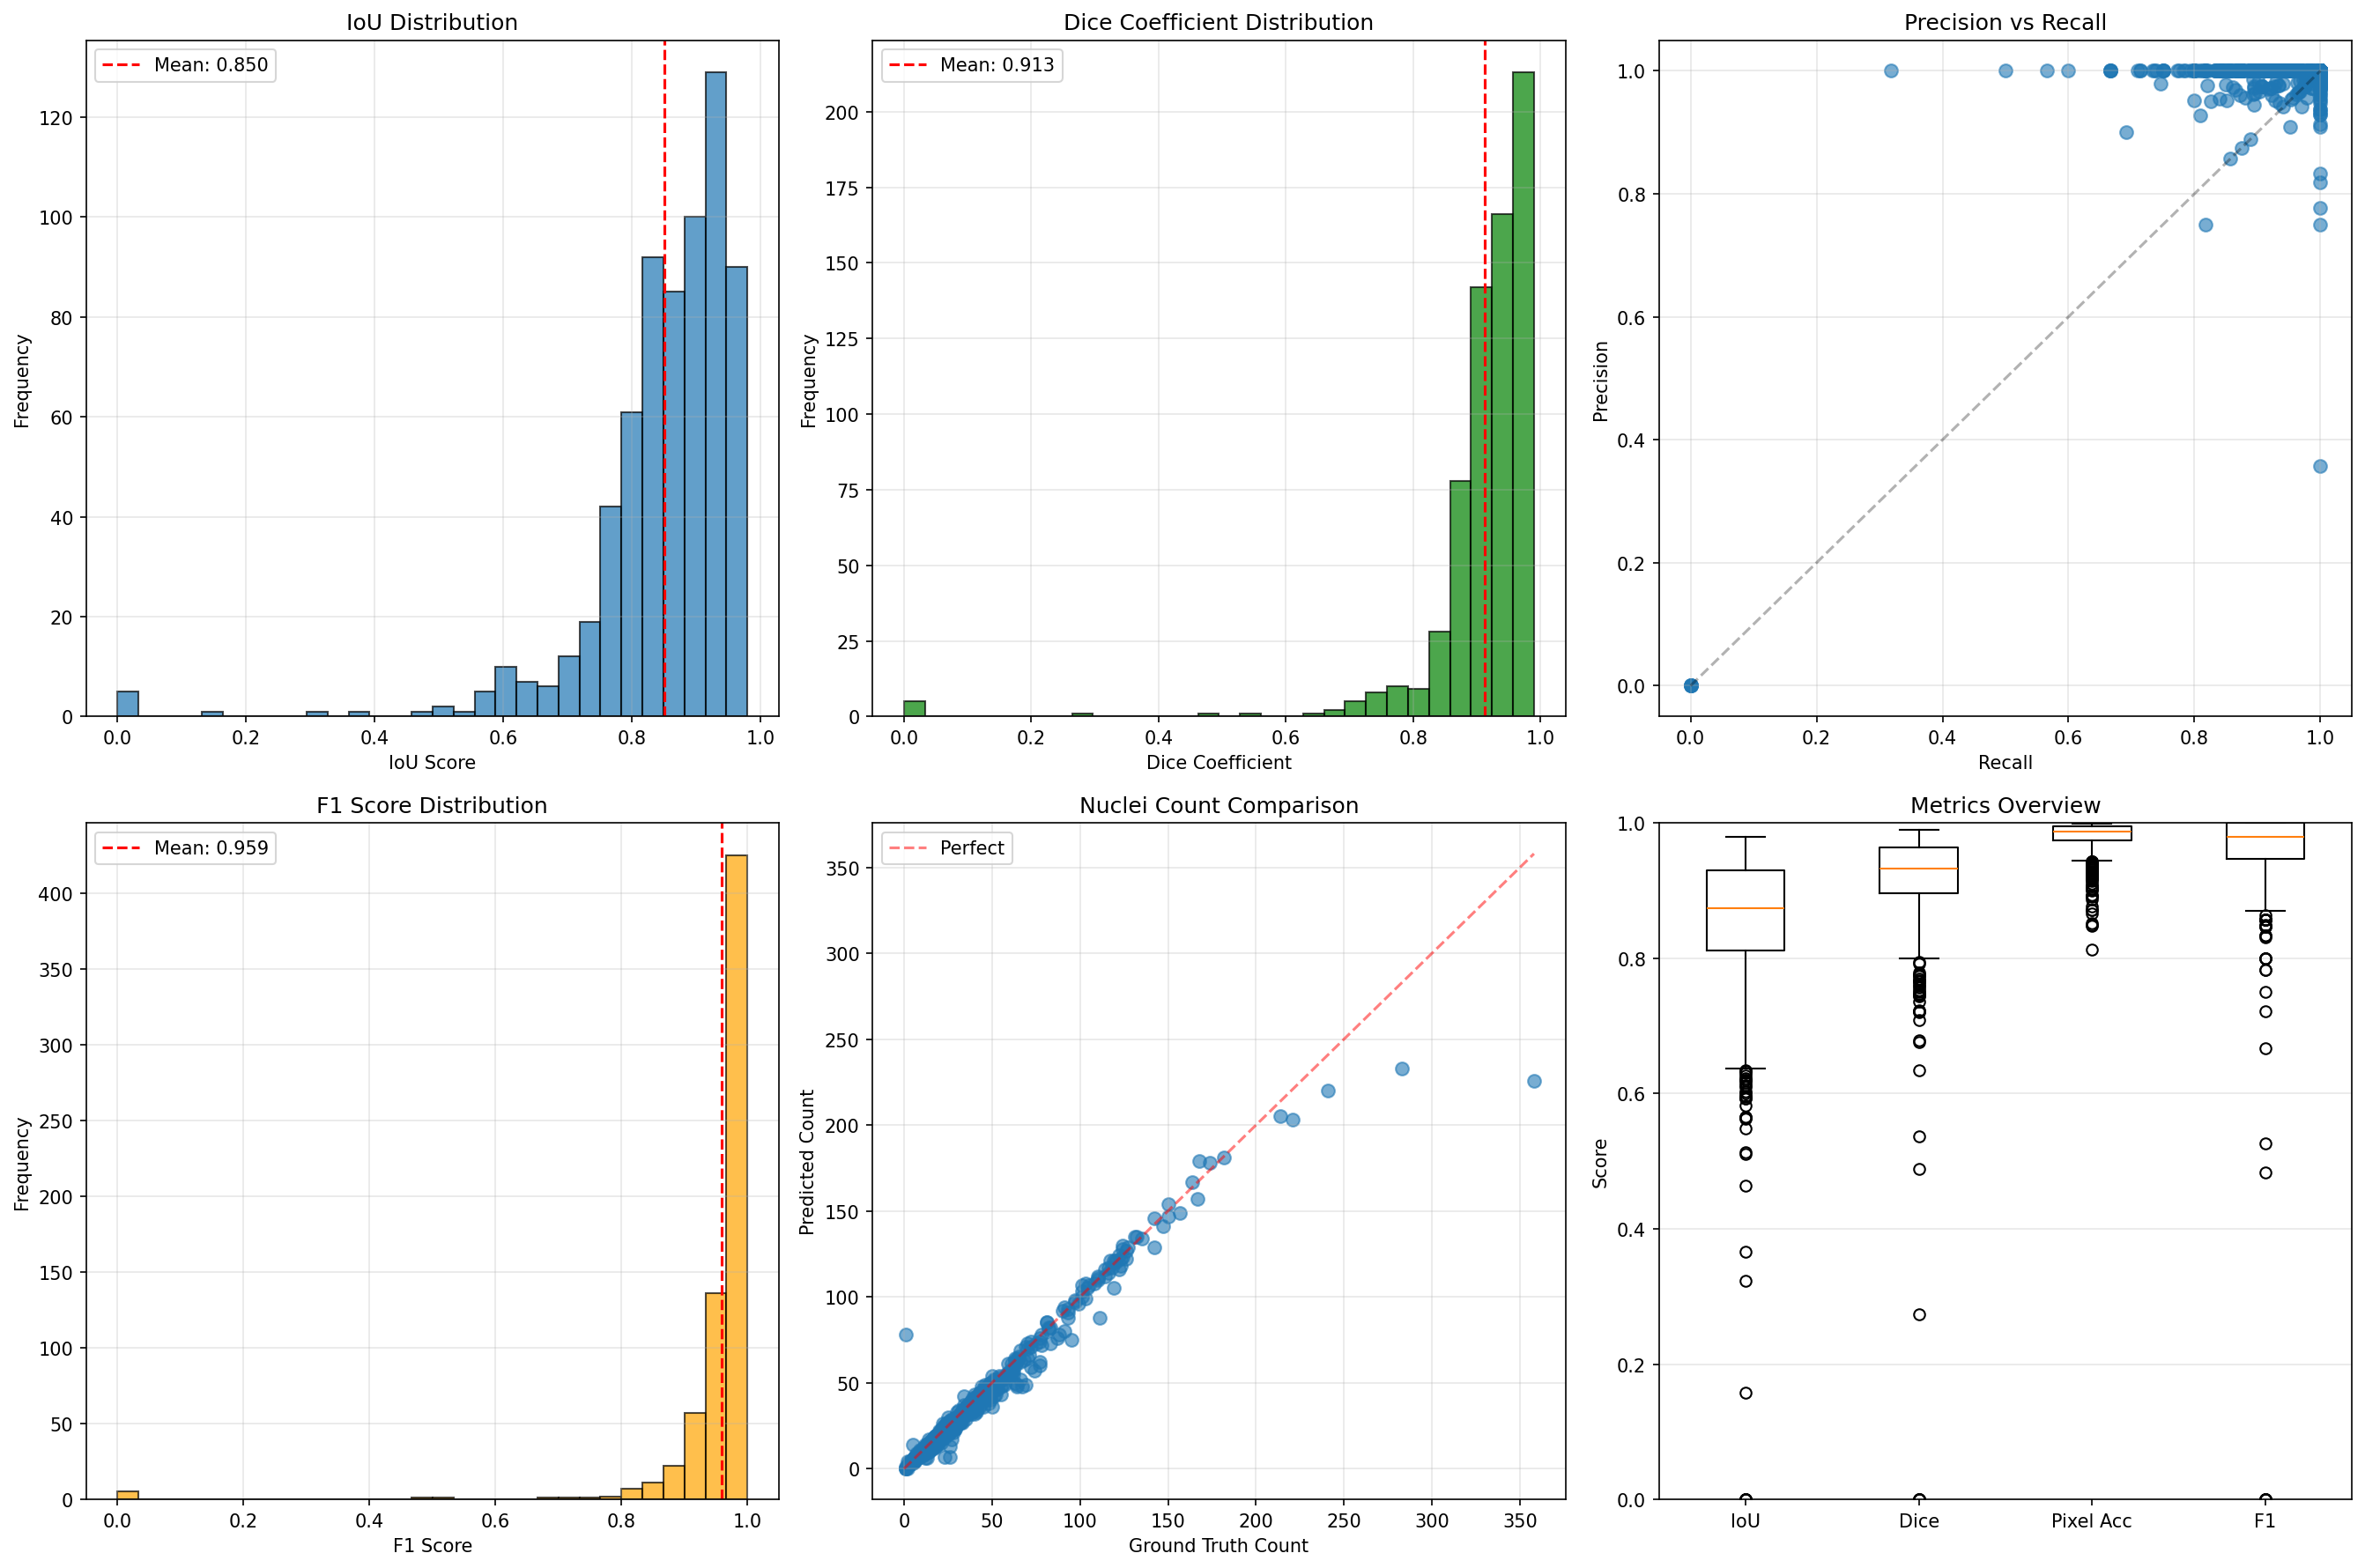 IoU Distribution
Mean: 0.850
Frequency
120
100
80
60
40
20
0
0.0 0.2 0.4 0.6 0.8 1.0
IoU Score
Dice Coefficient Distribution
Mean: 0.913
Frequency
200
175
150
125
100
75
50
25
0
0.0 0.2 0.4 0.6 0.8 1.0
Dice Coefficient
Precision vs Recall
Precision
1.0
0.8
0.6
0.4
0.2
0.0
0.0 0.2 0.4 0.6 0.8 1.0
Recall
F1 Score Distribution
Mean: 0.959
Frequency
400
350
300
250
200
150
100
50
0
0.0 0.2 0.4 0.6 0.8 1.0
F1 Score
Nuclei Count Comparison
Perfect
Predicted Count
350
300
250
200
150
100
50
0
0 50 100 150 200 250 300 350
Ground Truth Count
Metrics Overview
Score
1.0
0.8
0.6
0.4
0.2
0.0
IoU Dice Pixel Acc F1